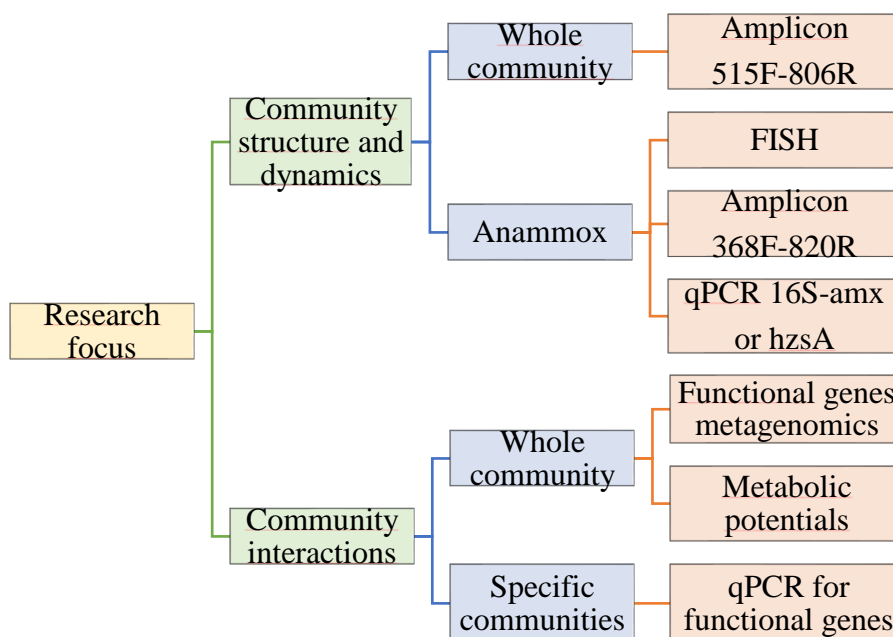 Research
focus
Community
structure and
dynamics
Whole
community
Amplicon
515F-806R
Anammox
FISH
Amplicon
368F-820R
qPCR 16S-amx
or hzsA
Community
interactions
Whole
community
Functional genes
metagenomics
Metabolic
potentials
Specific
communities
qPCR for
functional genes